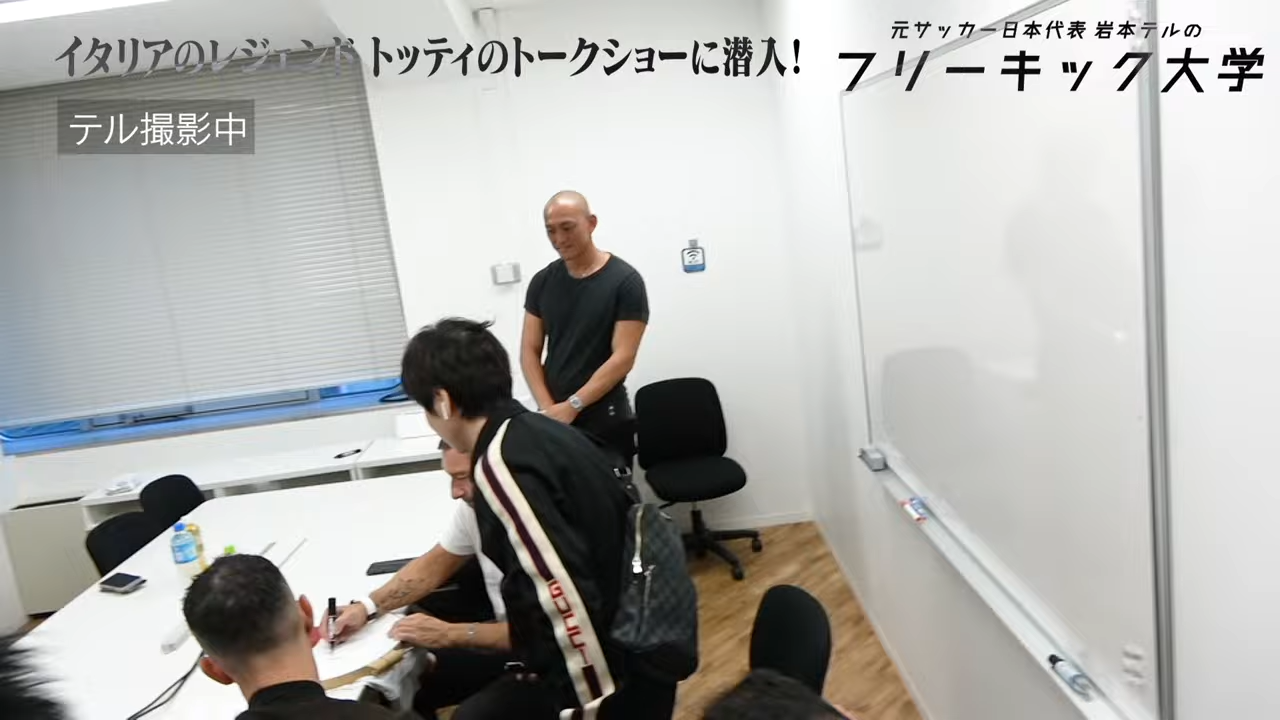 イタリアのレジェンド トッティのトークショーに潜入!
元サッカー日本代表 岩本テルの
フリーキック大学
テル撮影中